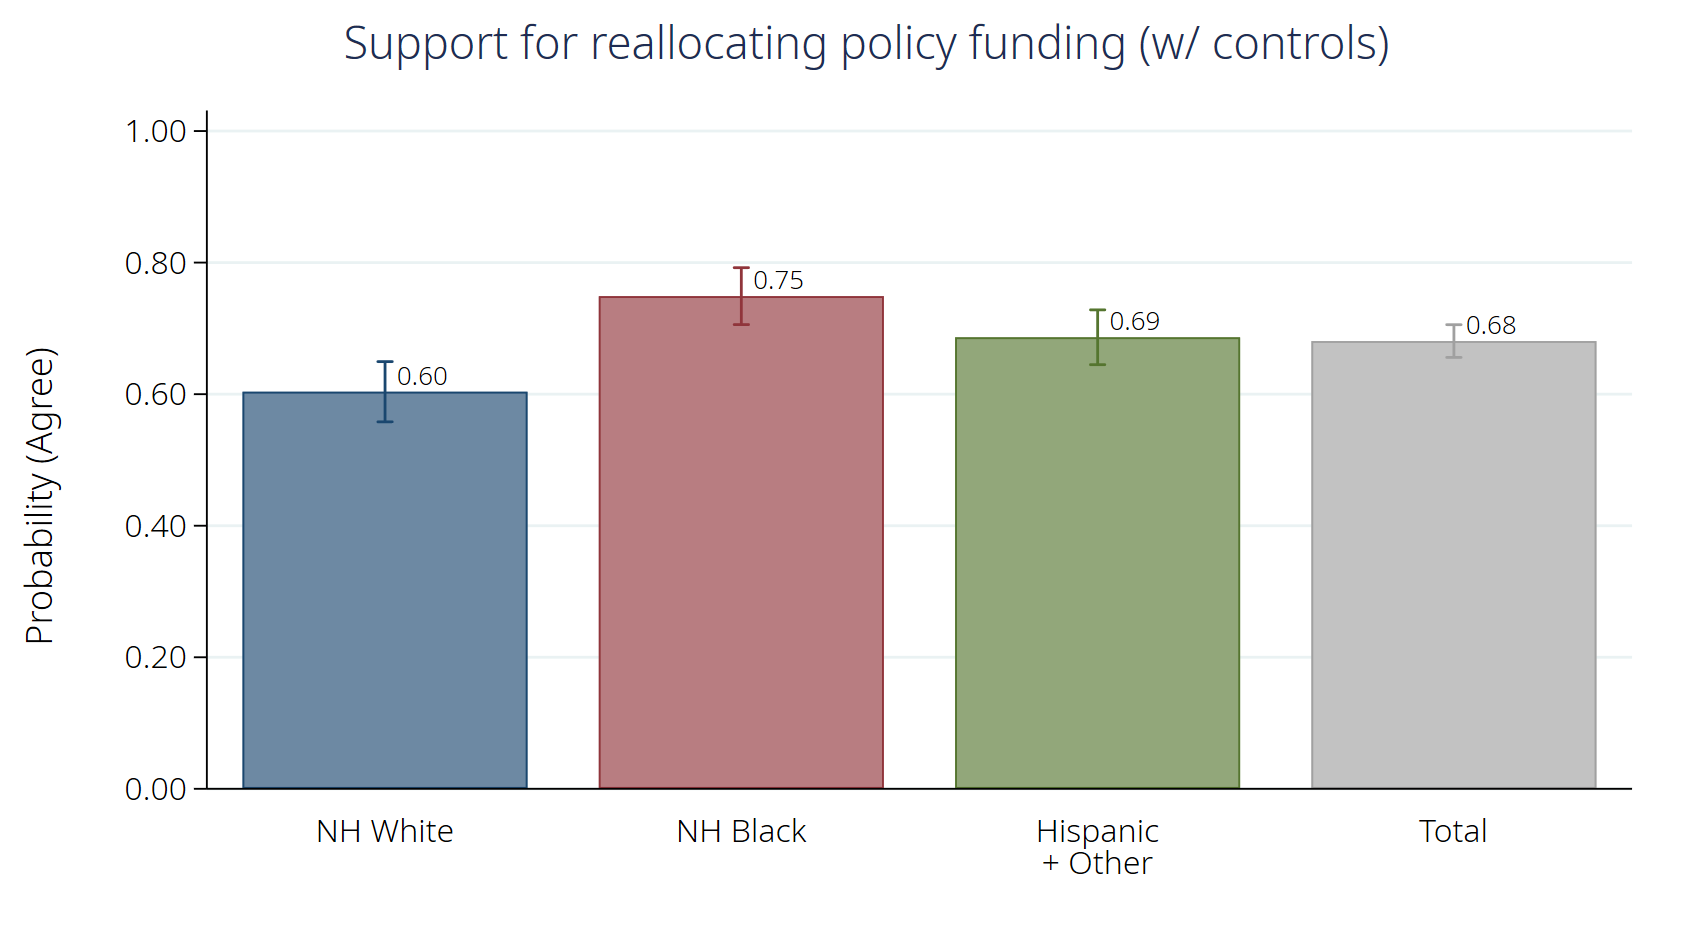 Support for reallocating policy funding (w/ controls)
Probability (Agree)
1.00
0.80
0.60
0.40
0.20
0.00
0.60
0.75
0.69
0.68
NH White
NH Black
Hispanic
+ Other
Total